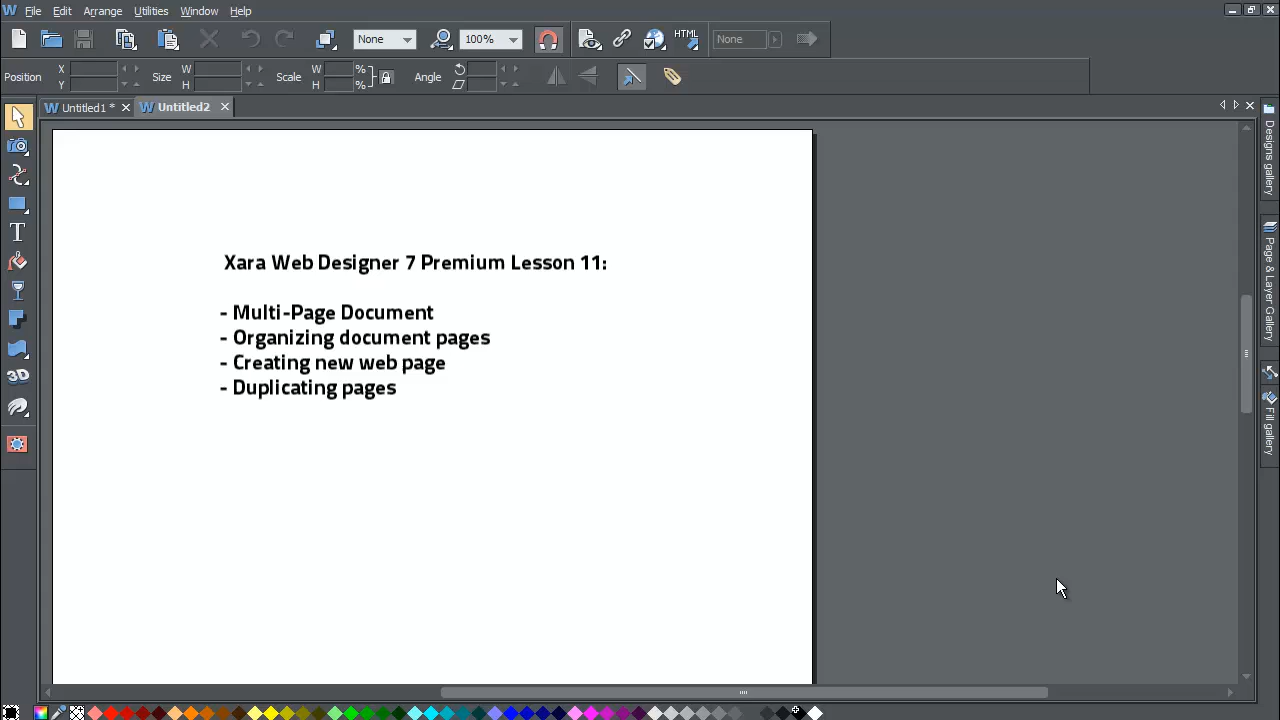 File Edit Arrange Utilities Window Help
None 100% HTML None
Position X Size W Scale W % Angle
Y H H %
Untitled1 * Untitled2
Xara Web Designer 7 Premium Lesson 11:
- Multi-Page Document
- Organizing document pages
- Creating new web page
- Duplicating pages
T
3D
Designs gallery
Page & Layer Gallery
Fill gallery